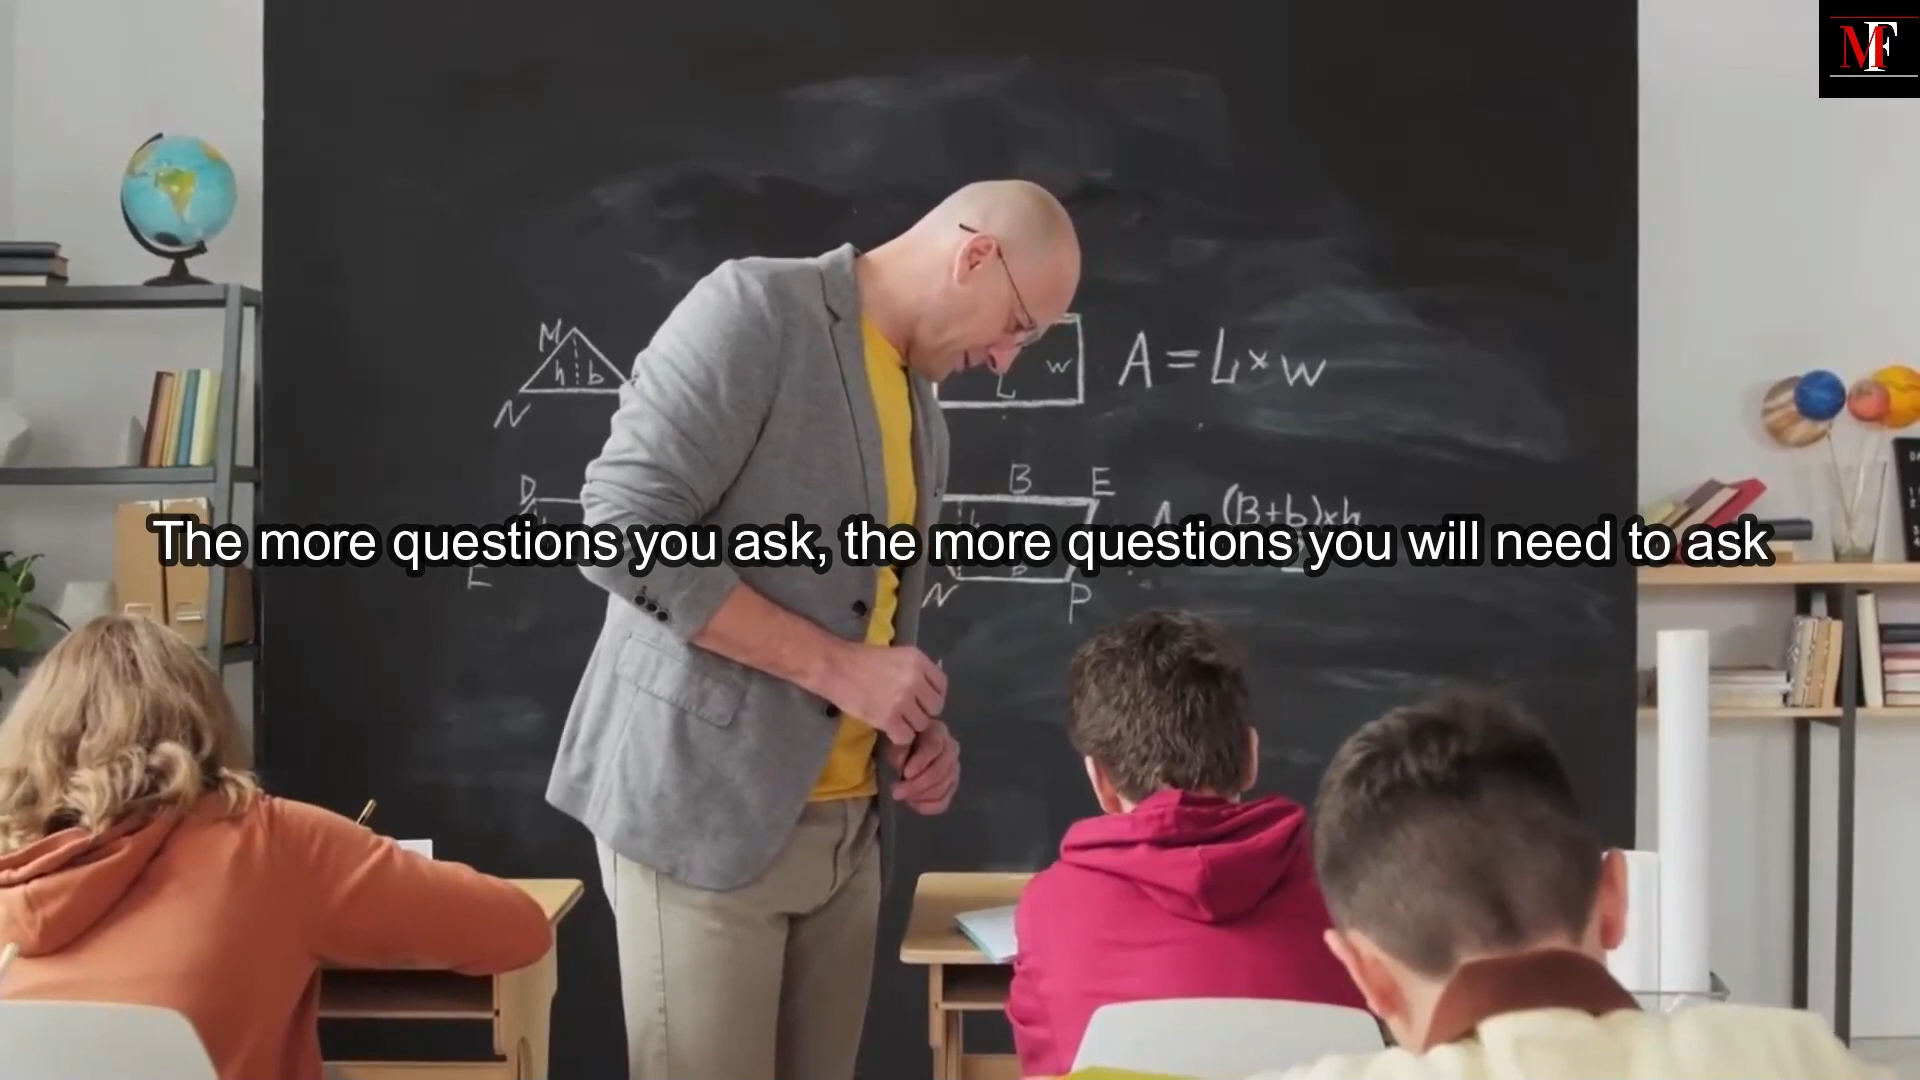 MF
M
h b
N
L
w
A = L × w
D
B
E
(B+b)×h
The more questions you ask, the more questions you will need to ask
b
N
P